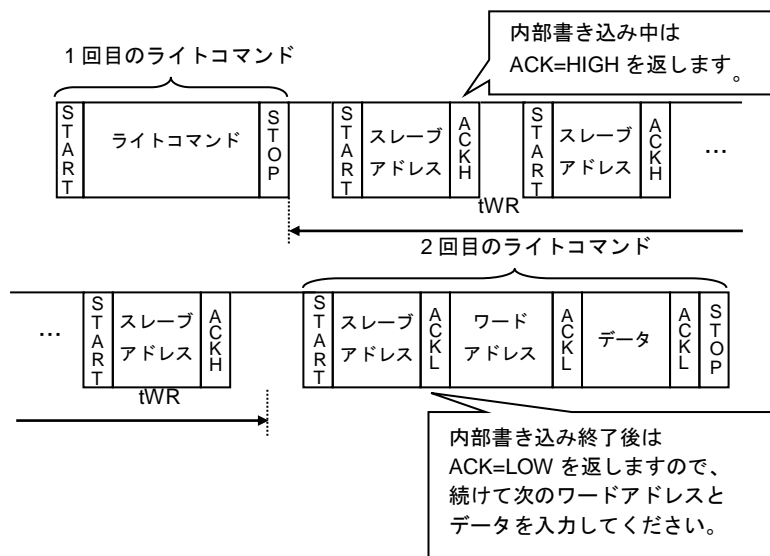 1 回目のライトコマンド
内部書き込み中は
ACK=HIGH を返します。
START
ライトコマンド
STOP
START
スレーブ
アドレス
ACKH
START
スレーブ
アドレス
ACKH
…
tWR
2 回目のライトコマンド
…
START
スレーブ
アドレス
ACKH
START
スレーブ
アドレス
ACKL
ワード
アドレス
ACKL
データ
ACKL
STOP
tWR
内部書き込み終了後は
ACK=LOW を返しますので、
続けて次のワードアドレスと
データを入力してください。